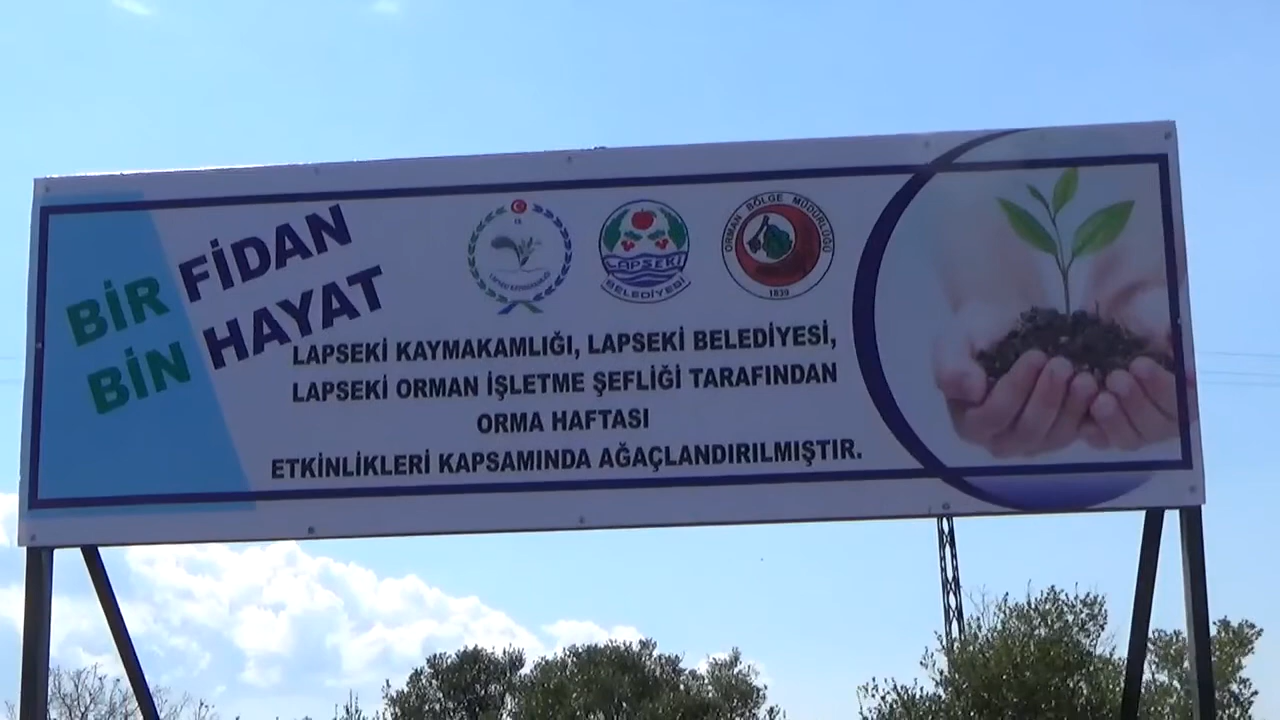 BİR FİDAN
BİN HAYAT
LAPSEKİ
BELEDİYESİ
ORMAN BÖLGE MÜDÜRLÜĞÜ
1839
LAPSEKİ KAYMAKAMLIĞI, LAPSEKİ BELEDİYESİ,
LAPSEKİ ORMAN İŞLETME ŞEFLİĞİ TARAFINDAN
ORMA HAFTASI
ETKİNLİKLERİ KAPSAMINDA AĞAÇLANDIRILMIŞTIR.